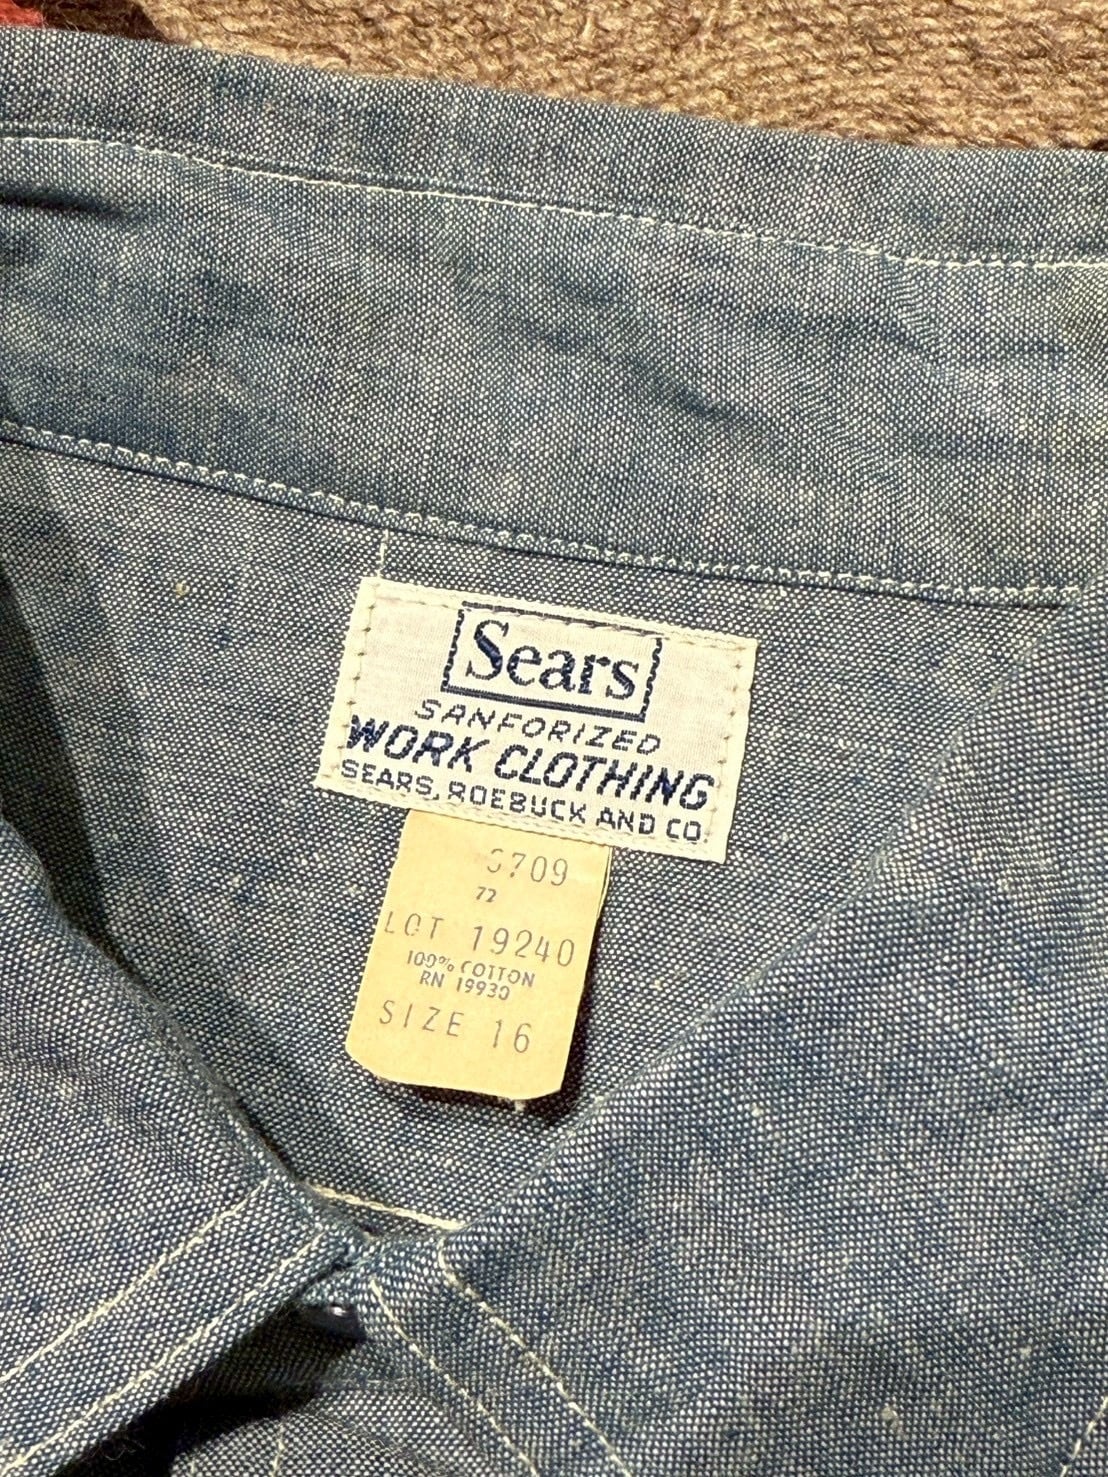 Sears
SANFORIZED
WORK CLOTHING
SEARS, ROEBUCK AND CO.
72
LOT 19240
100% COTTON
RN 19930
SIZE 16